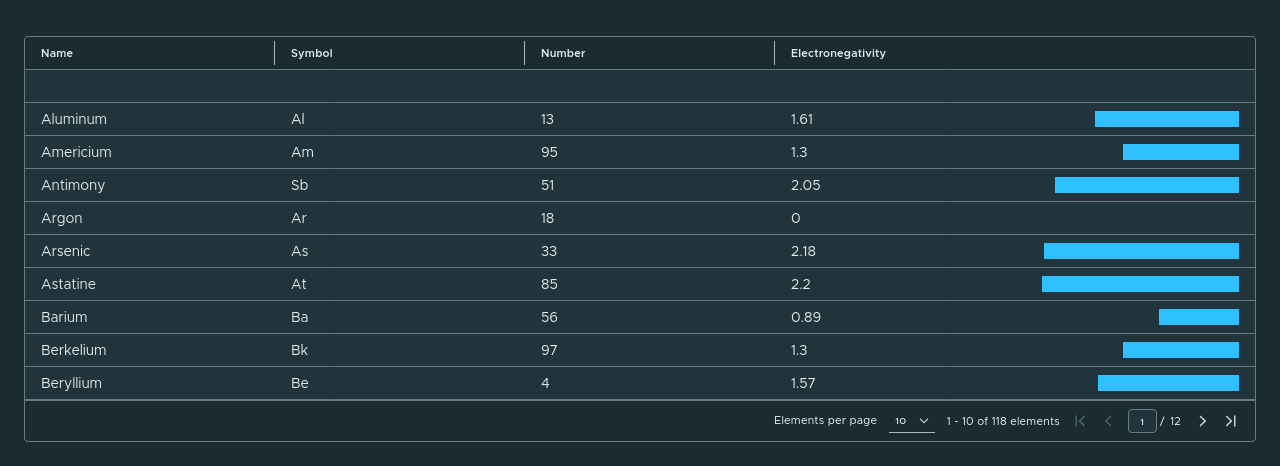 Name Symbol Number Electronegativity
Aluminum Al 13 1.61
Americium Am 95 1.3
Antimony Sb 51 2.05
Argon Ar 18 0
Arsenic As 33 2.18
Astatine At 85 2.2
Barium Ba 56 0.89
Berkelium Bk 97 1.3
Beryllium Be 4 1.57
Elements per page 10 1 - 10 of 118 elements 1 / 12